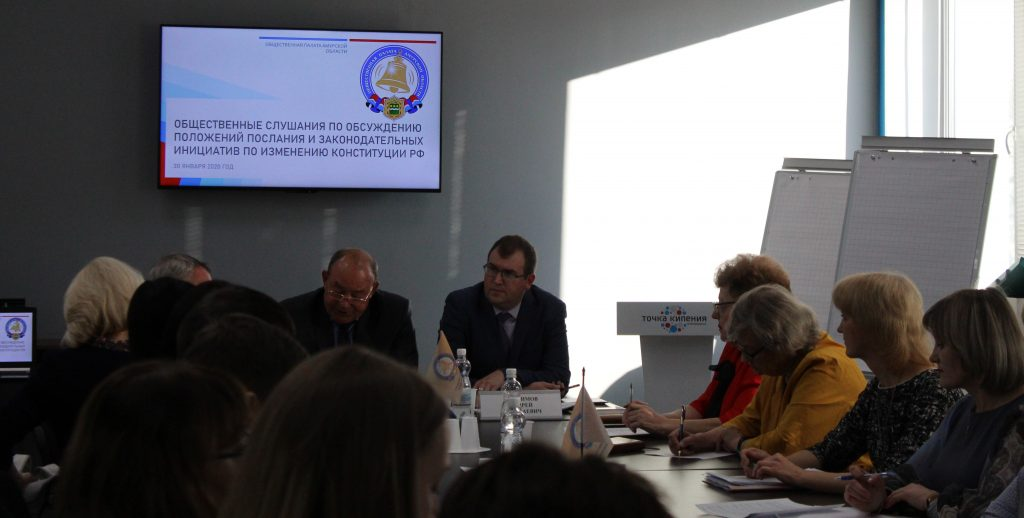 ОБЩЕСТВЕННАЯ ПАЛАТА АМУРСКОЙ
ОБЛАСТИ
ОБЩЕСТВЕННЫЕ СЛУШАНИЯ ПО ОБСУЖДЕНИЮ
ПОЛОЖЕНИЙ ПОСЛАНИЯ И ЗАКОНОДАТЕЛЬНЫХ
ИНИЦИАТИВ ПО ИЗМЕНЕНИЮ КОНСТИТУЦИИ РФ
30 ЯНВАРЯ 2020 ГОД
точка кипения